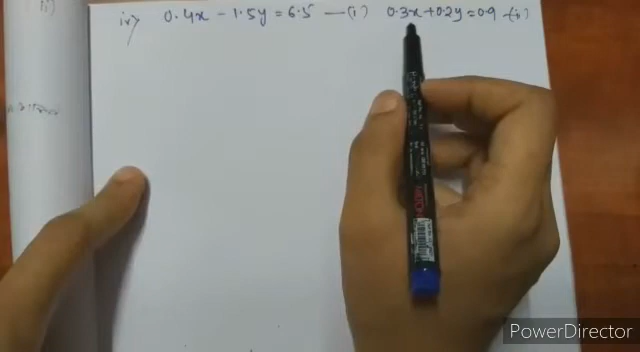 iv) 0.4x - 1.5y = 6.5 — (i) 0.3x + 0.2y = 0.9 - (ii)
PowerDirector